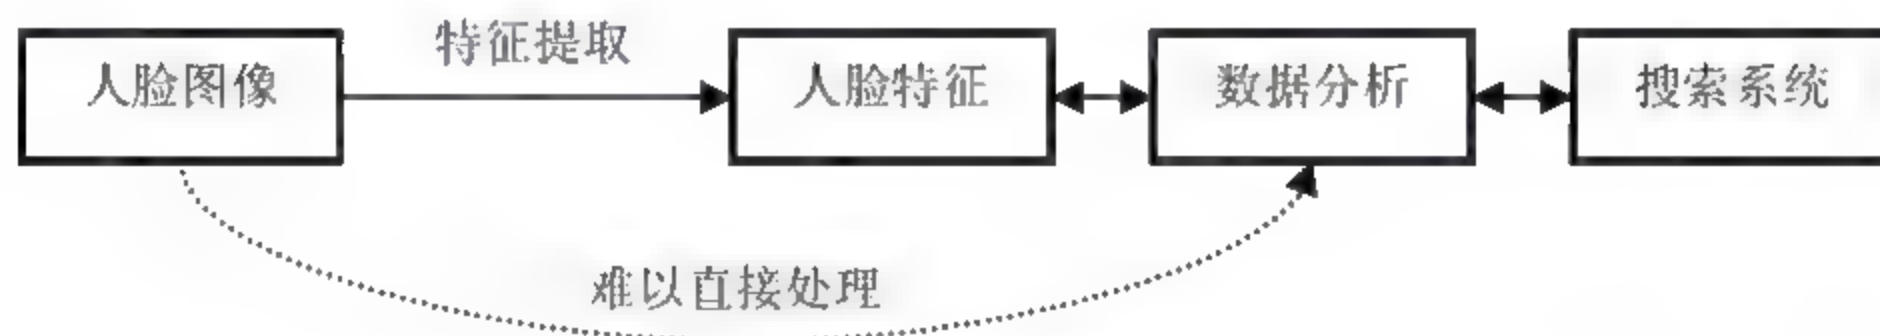 特征提取
人脸图像
人脸特征
数据分析
搜索系统
难以直接处理